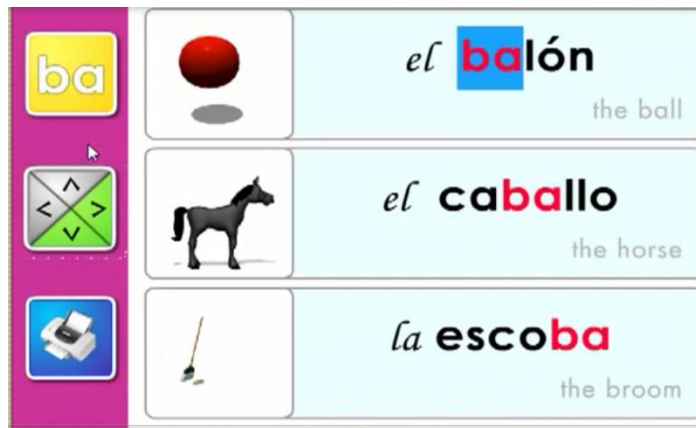 ba
el balón
the ball
el caballo
the horse
la escoba
the broom